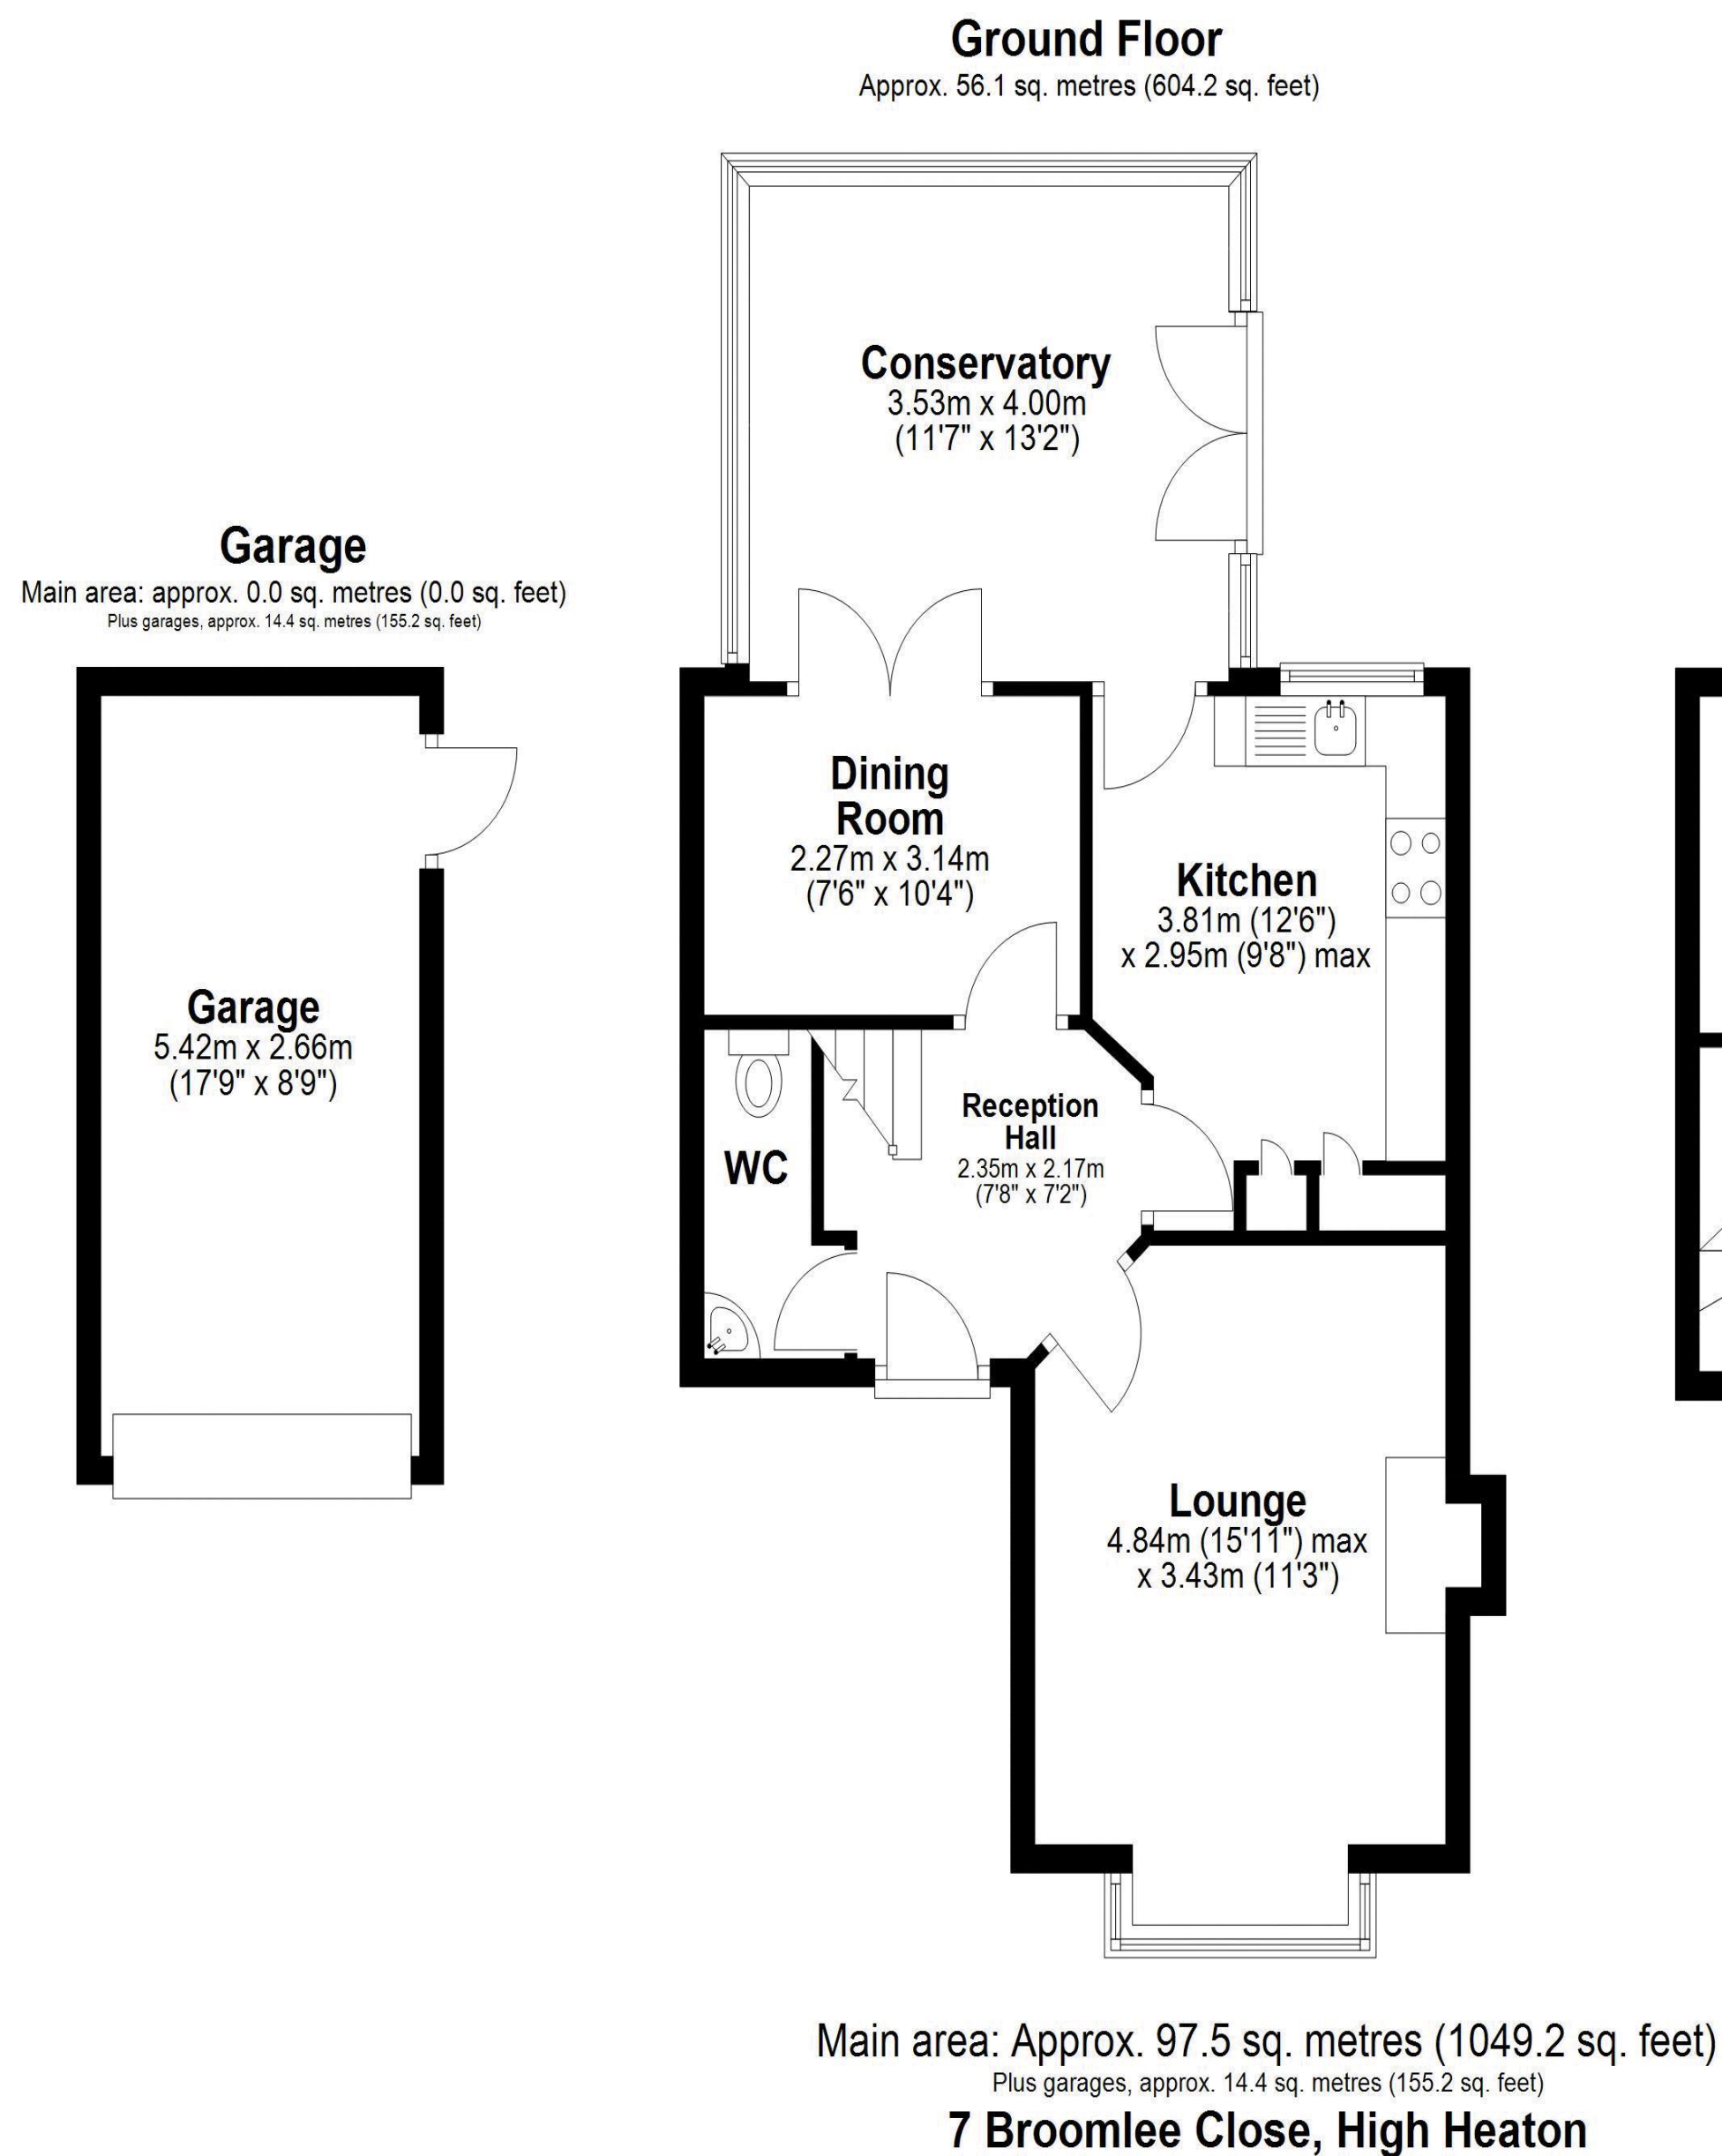 Ground Floor
Approx. 56.1 sq. metres (604.2 sq. feet)
Conservatory
3.53m x 4.00m
(11'7" x 13'2")
Garage
Main area: approx. 0.0 sq. metres (0.0 sq. feet)
Plus garages, approx. 14.4 sq. metres (155.2 sq. feet)
Dining
Room
2.27m x 3.14m
(7'6" x 10'4")
Kitchen
3.81m (12'6")
x 2.95m (9'8") max
Garage
5.42m x 2.66m
(17'9" x 8'9")
Reception
Hall
2.35m x 2.17m
(7'8" x 7'2")
WC
Lounge
4.84m (15'11") max
x 3.43m (11'3")
Main area: Approx. 97.5 sq. metres (1049.2 sq. feet)
Plus garages, approx. 14.4 sq. metres (155.2 sq. feet)
7 Broomlee Close, High Heaton